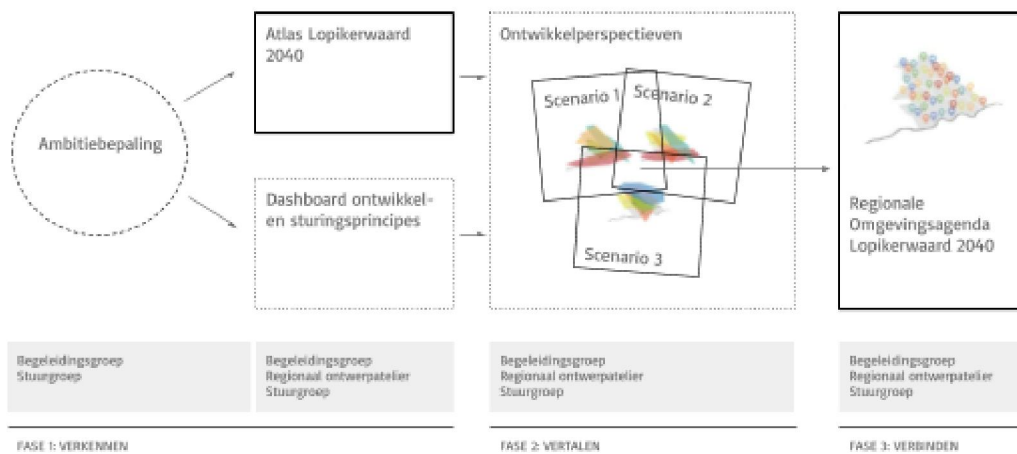 Ambitiebepaling
Atlas Lopikerwaard
2040
Dashboard ontwikkel-
en sturingsprincipes
Ontwikkelperspectieven
Scenario 1
Scenario 2
Scenario 3
Regionale
Omgevingsagenda
Lopikerwaard 2040
Begeleidingsgroep
Stuurgroep
Begeleidingsgroep
Regionaal ontwerpatelier
Stuurgroep
Begeleidingsgroep
Regionaal ontwerpatelier
Stuurgroep
Begeleidingsgroep
Regionaal ontwerpatelier
Stuurgroep
FASE 1: VERKENNEN
FASE 2: VERTALEN
FASE 3: VERBINDEN